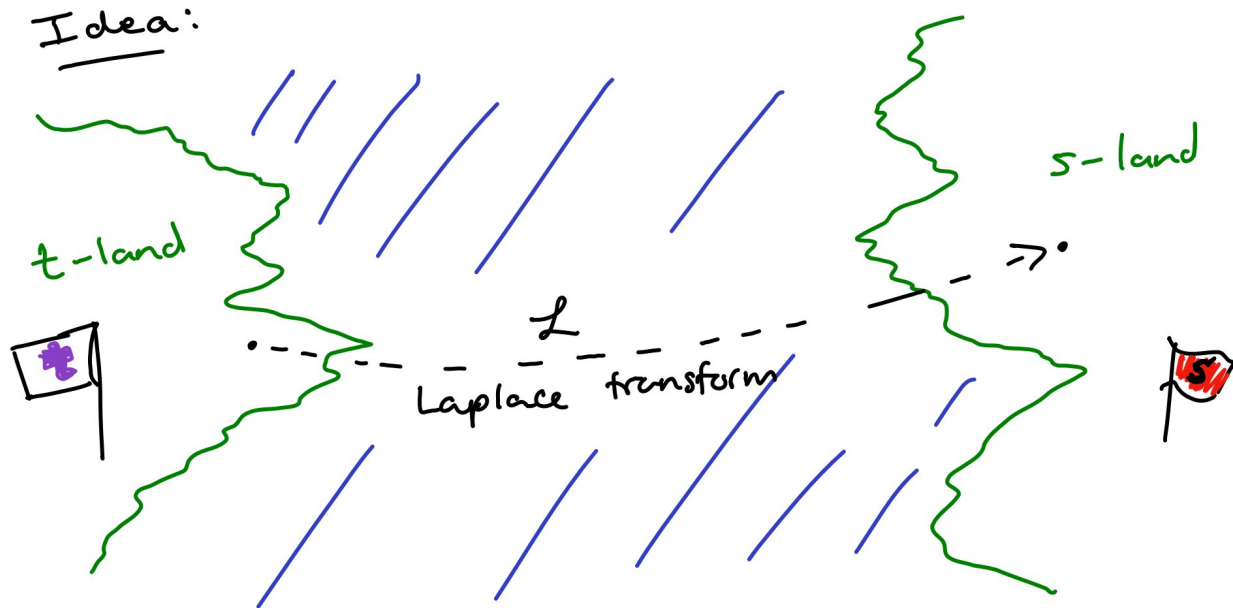 Idea:
s-land
t-land
ℒ
Laplace transform
t
s